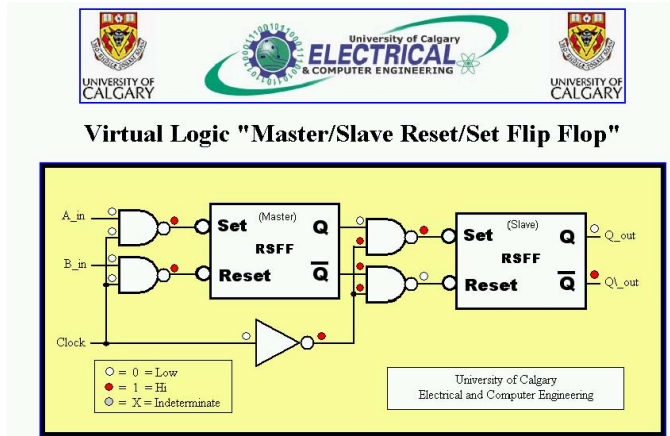 UNIVERSITY OF
CALGARY
University of Calgary
ELECTRICAL
& COMPUTER ENGINEERING
UNIVERSITY OF
CALGARY
Virtual Logic "Master/Slave Reset/Set Flip Flop"
A_in
B_in
Clock
Set
(Master)
Q
RSFF
Reset
Q
Set
(Slave)
Q
RSFF
Reset
Q
Q_out
Q\_out
= 0 = Low
= 1 = Hi
= X = Indeterminate
University of Calgary
Electrical and Computer Engineering